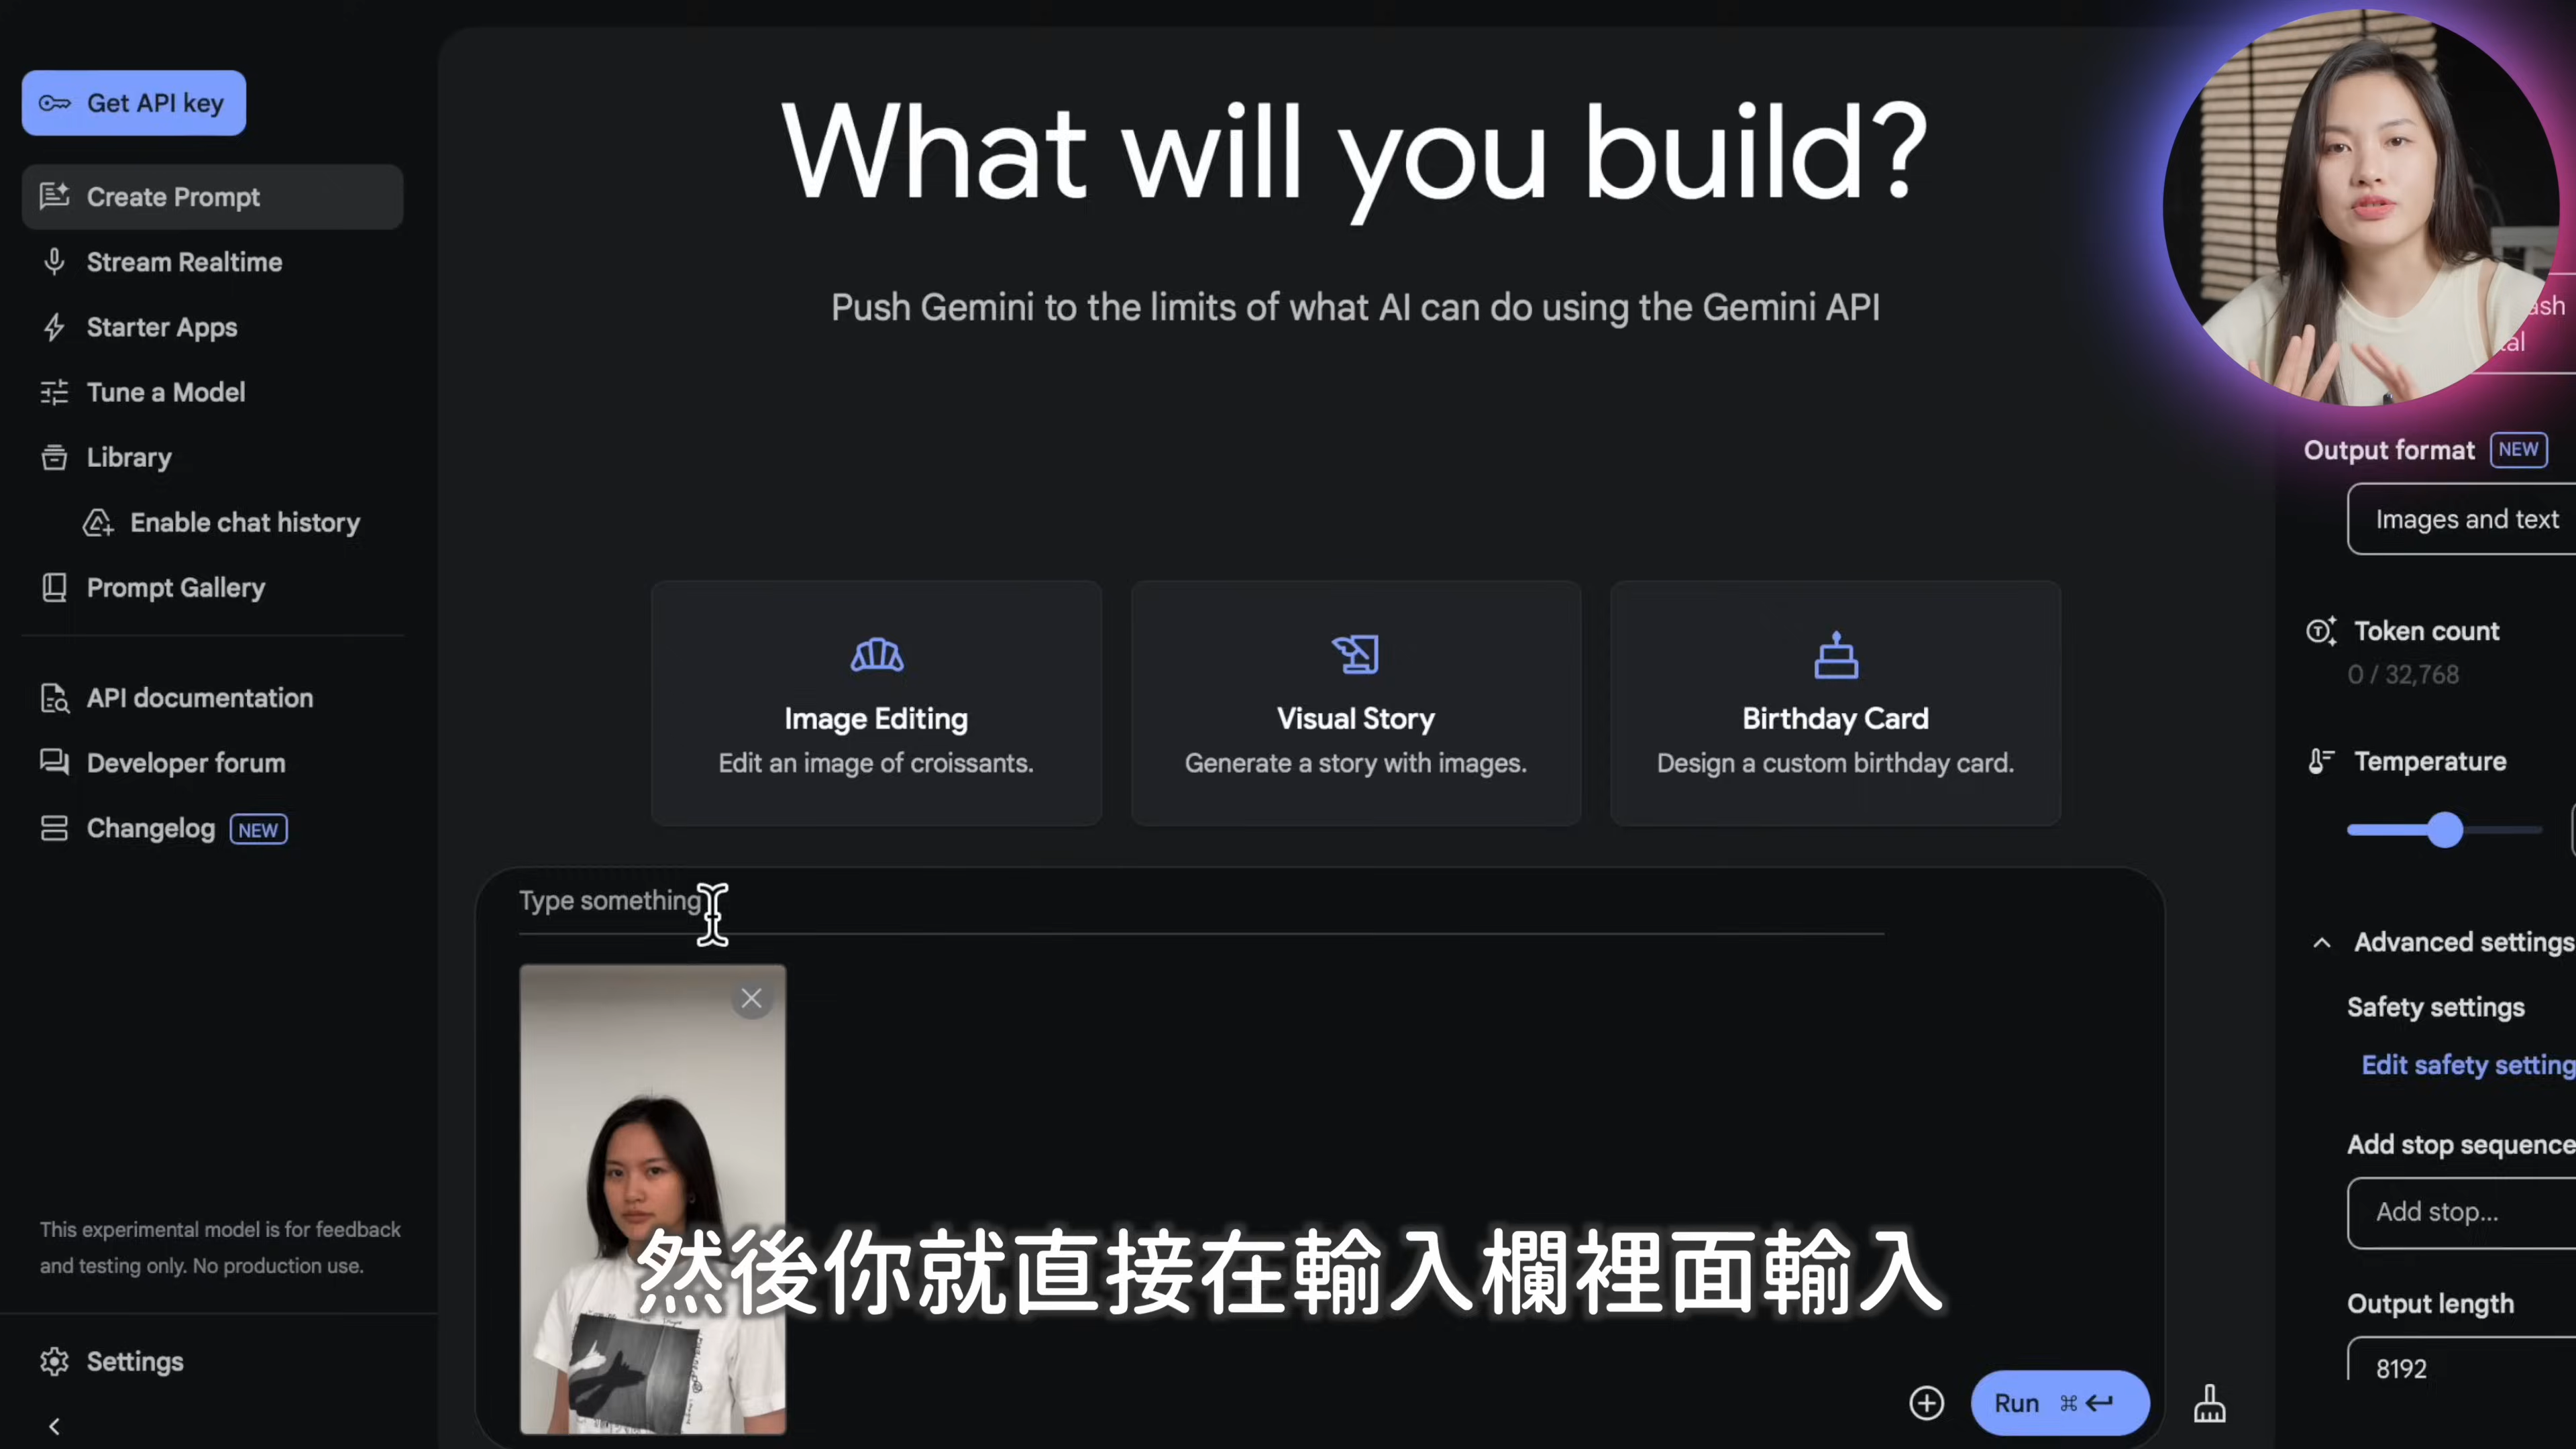 Get API key
Create Prompt
Stream Realtime
Starter Apps
Tune a Model
Library
Enable chat history
Prompt Gallery
API documentation
Developer forum
Changelog NEW
This experimental model is for feedback
and testing only. No production use.
Settings
What will you build?
Push Gemini to the limits of what AI can do using the Gemini API
Image Editing
Edit an image of croissants.
Visual Story
Generate a story with images.
Birthday Card
Design a custom birthday card.
Type something
然後你就直接在輸入欄裡面輸入
Run ⌘ ↵
Output format NEW
Images and text
Token count
0 / 32,768
Temperature
Advanced settings
Safety settings
Edit safety setting
Add stop sequence
Add stop...
Output length
8192